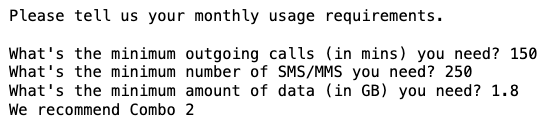 Please tell us your monthly usage requirements.
What's the minimum outgoing calls (in mins) you need? 150
What's the minimum number of SMS/MMS you need? 250
What's the minimum amount of data (in GB) you need? 1.8
We recommend Combo 2